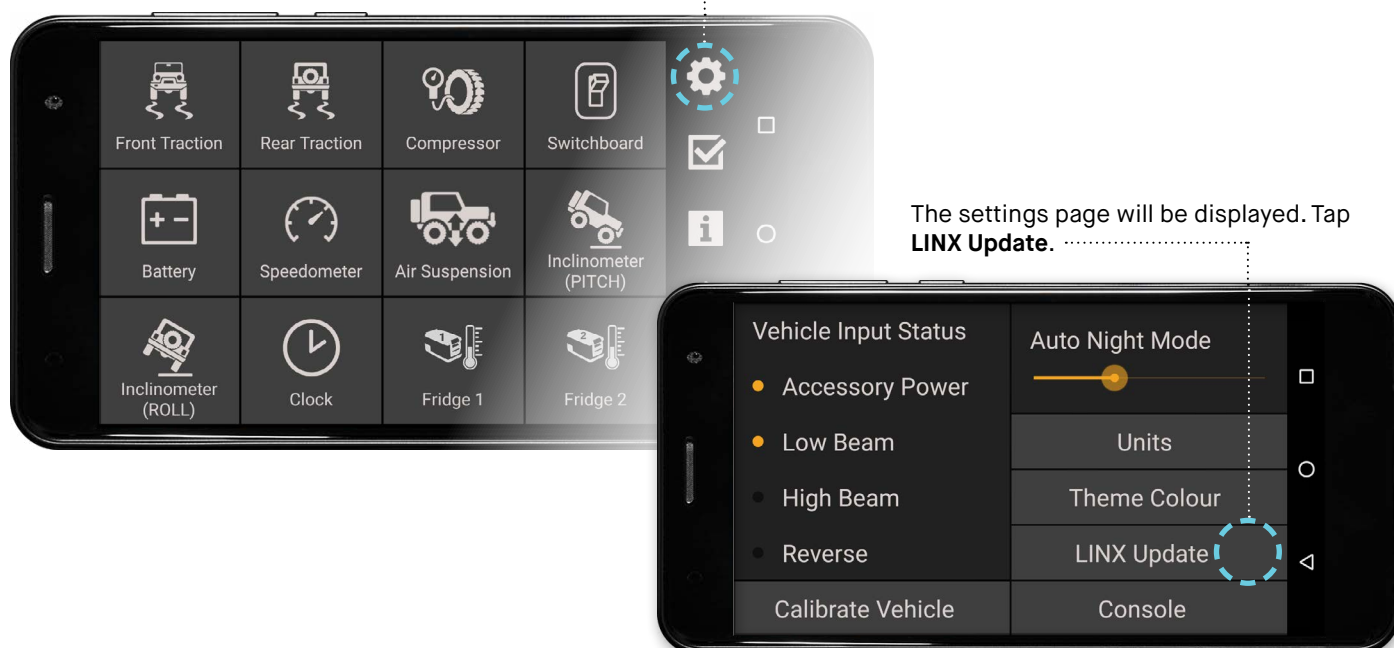 Front Traction
Rear Traction
Compressor
Switchboard
Battery
Speedometer
Air Suspension
Inclinometer
(PITCH)
Inclinometer
(ROLL)
Clock
1
Fridge 1
2
Fridge 2
The settings page will be displayed. Tap
LINX Update.
Vehicle Input Status
Accessory Power
Low Beam
High Beam
Reverse
Calibrate Vehicle
Auto Night Mode
Units
Theme Colour
LINX Update
Console